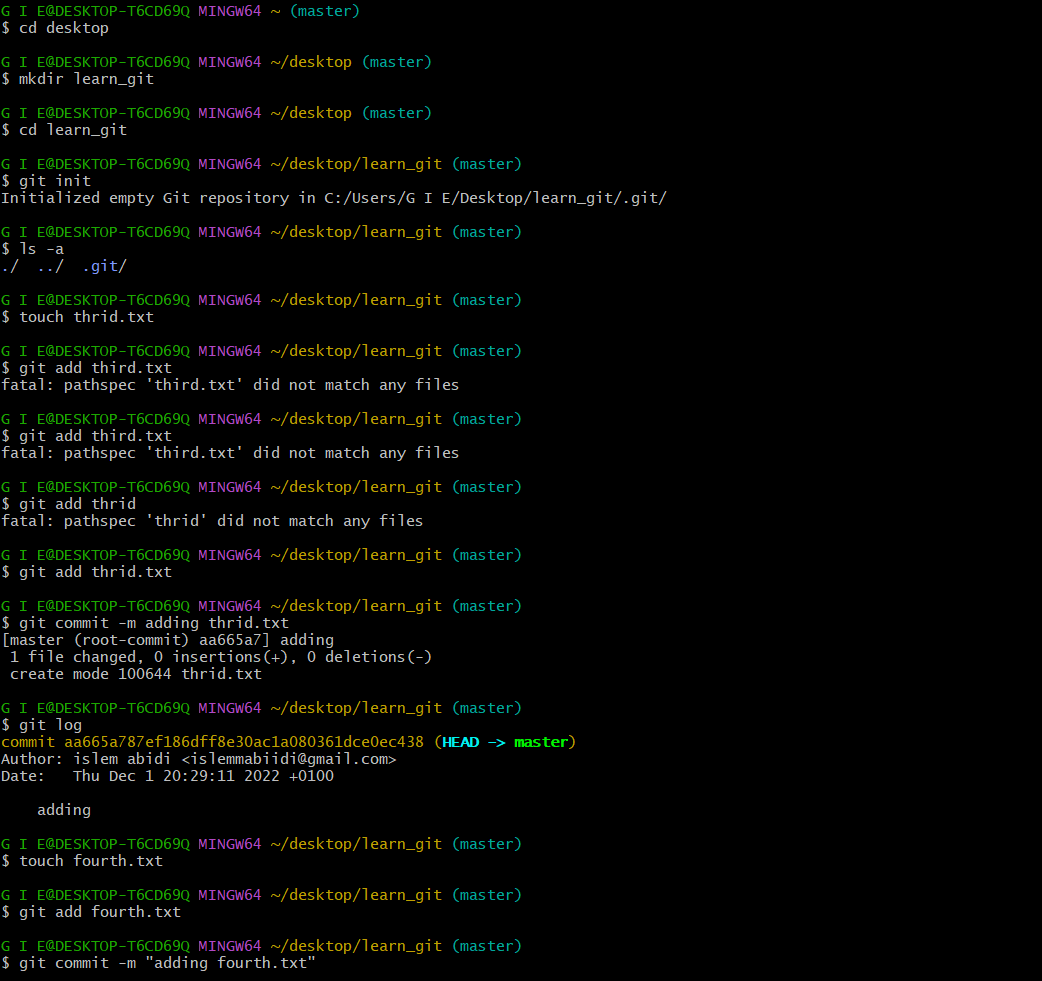 G I E@DESKTOP-T6CD69Q MINGW64 ~ (master)
$ cd desktop
G I E@DESKTOP-T6CD69Q MINGW64 ~/desktop (master)
$ mkdir learn_git
G I E@DESKTOP-T6CD69Q MINGW64 ~/desktop (master)
$ cd learn_git
G I E@DESKTOP-T6CD69Q MINGW64 ~/desktop/learn_git (master)
$ git init
Initialized empty Git repository in C:/Users/G I E/Desktop/learn_git/.git/
G I E@DESKTOP-T6CD69Q MINGW64 ~/desktop/learn_git (master)
$ ls -a
./  ../  .git/
G I E@DESKTOP-T6CD69Q MINGW64 ~/desktop/learn_git (master)
$ touch thrid.txt
G I E@DESKTOP-T6CD69Q MINGW64 ~/desktop/learn_git (master)
$ git add third.txt
fatal: pathspec 'third.txt' did not match any files
G I E@DESKTOP-T6CD69Q MINGW64 ~/desktop/learn_git (master)
$ git add third.txt
fatal: pathspec 'third.txt' did not match any files
G I E@DESKTOP-T6CD69Q MINGW64 ~/desktop/learn_git (master)
$ git add thrid
fatal: pathspec 'thrid' did not match any files
G I E@DESKTOP-T6CD69Q MINGW64 ~/desktop/learn_git (master)
$ git add thrid.txt
G I E@DESKTOP-T6CD69Q MINGW64 ~/desktop/learn_git (master)
$ git commit -m adding thrid.txt
[master (root-commit) aa665a7] adding
 1 file changed, 0 insertions(+), 0 deletions(-)
 create mode 100644 thrid.txt
G I E@DESKTOP-T6CD69Q MINGW64 ~/desktop/learn_git (master)
$ git log
commit aa665a787ef186dff8e30ac1a080361dce0ec438 (HEAD -> master)
Author: islem abidi <islemmabiidi@gmail.com>
Date:   Thu Dec 1 20:29:11 2022 +0100
    adding
G I E@DESKTOP-T6CD69Q MINGW64 ~/desktop/learn_git (master)
$ touch fourth.txt
G I E@DESKTOP-T6CD69Q MINGW64 ~/desktop/learn_git (master)
$ git add fourth.txt
G I E@DESKTOP-T6CD69Q MINGW64 ~/desktop/learn_git (master)
$ git commit -m "adding fourth.txt"